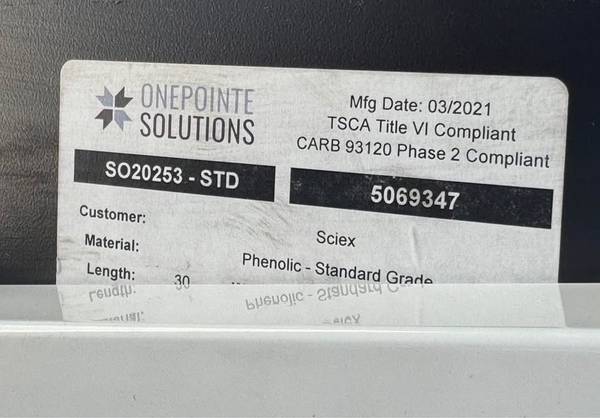 ONEPOINTE
SOLUTIONS
Mfg Date: 03/2021
TSCA Title VI Compliant
CARB 93120 Phase 2 Compliant
SO20253 - STD
5069347
Customer: Sciex
Material: Phenolic - Standard Grade
Length: 30